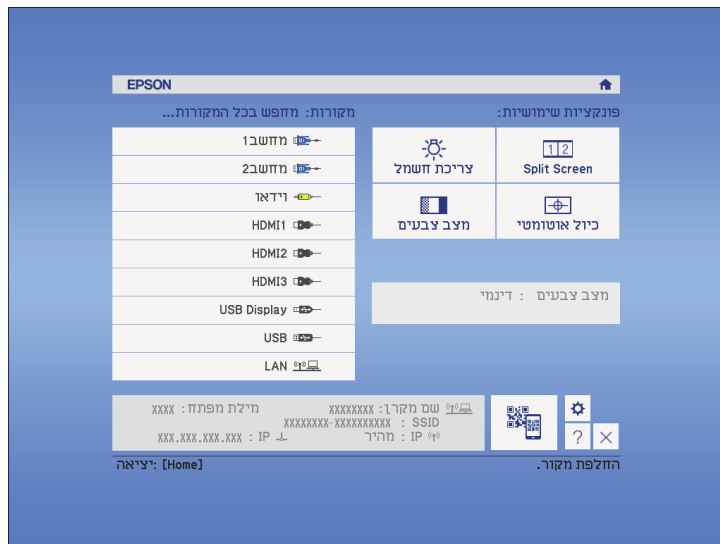 EPSON
פונקציות שימושיות:
Split Screen
צריכת חשמל
כיול אוטומטי
מצב צבעים
מצב צבעים : דינמי
מקורות: מחפש בכל המקורות...
מחשב1
מחשב2
וידאו
HDMI1
HDMI2
HDMI3
USB Display
USB
LAN
שם מקרן: XXXXXXXX מילת מפתח: XXXX
SSID : XXXXXXXX-XXXXXXXXXX
IP : מהיר IP : XXX.XXX.XXX.XXX
?
החלפת מקור. [Home] :יציאה